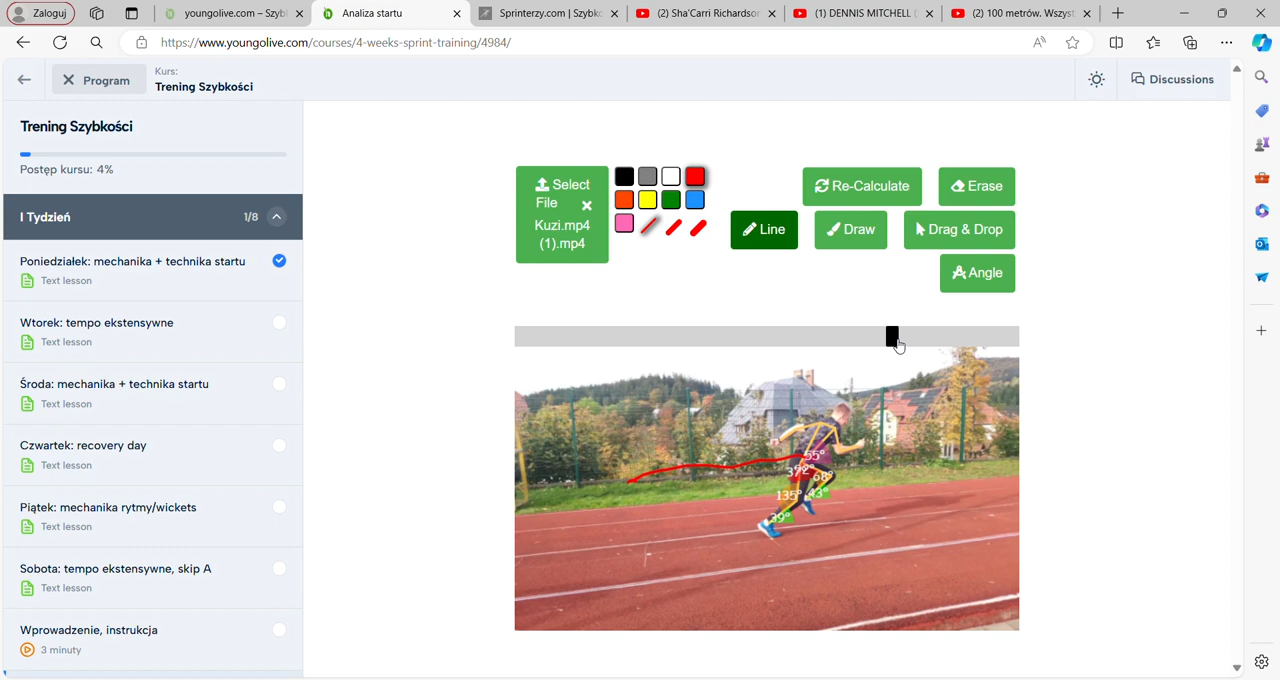 Zaloguj
youngolive.com – Szyb
Analiza startu
Sprinterzy.com | Szybk
(2) Sha'Carri Richardson
(1) DENNIS MITCHELL
(2) 100 metrów. Wszyst
https://www.youngolive.com/courses/4-weeks-sprint-training/4984/
Program
Kurs:
Trening Szybkości
Discussions
Trening Szybkości
Postęp kursu: 4%
I Tydzień
1/8
Poniedziałek: mechanika + technika startu
Text lesson
Wtorek: tempo ekstensywne
Text lesson
Środa: mechanika + technika startu
Text lesson
Czwartek: recovery day
Text lesson
Piątek: mechanika rytmy/wickets
Text lesson
Sobota: tempo ekstensywne, skip A
Text lesson
Wprowadzenie, instrukcja
3 minuty
Select
File
Kuzi.mp4
(1).mp4
Re-Calculate
Erase
Line
Draw
Drag & Drop
Angle
55°
68°
135°
43°
39°